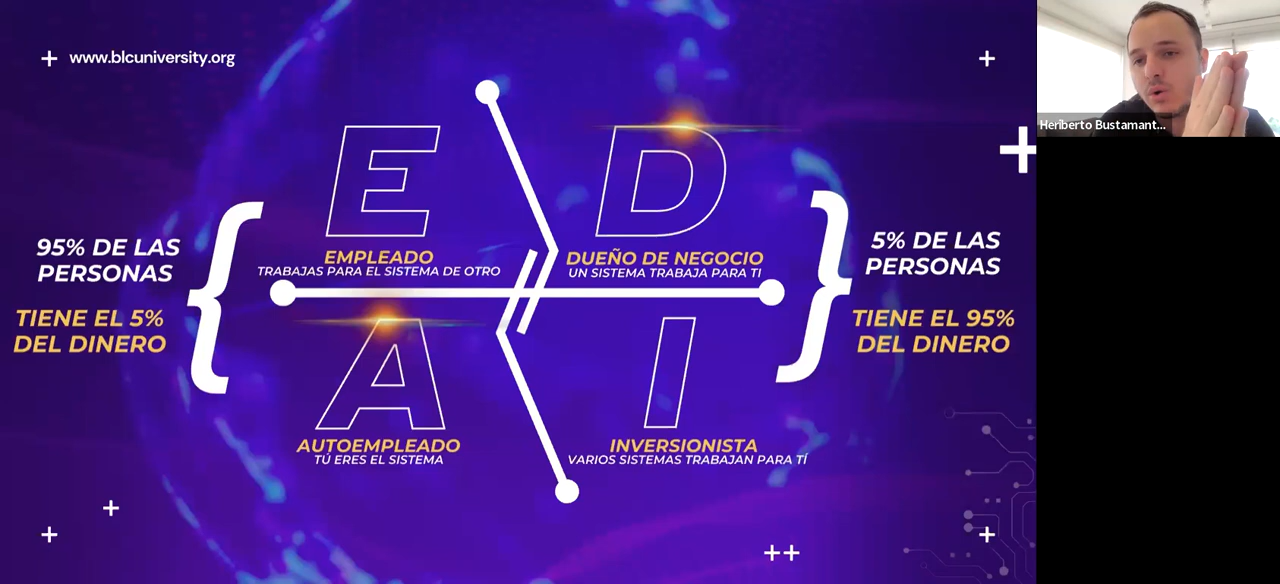 www.blcuniversity.org
E
EMPLEADO
TRABAJAS PARA EL SISTEMA DE OTRO
D
DUEÑO DE NEGOCIO
UN SISTEMA TRABAJA PARA TI
95% DE LAS
PERSONAS
TIENE EL 5%
DEL DINERO
5% DE LAS
PERSONAS
TIENE EL 95%
DEL DINERO
A
AUTOEMPLEADO
TÚ ERES EL SISTEMA
I
INVERSIONISTA
VARIOS SISTEMAS TRABAJAN PARA TÍ
Heriberto Bustamant...